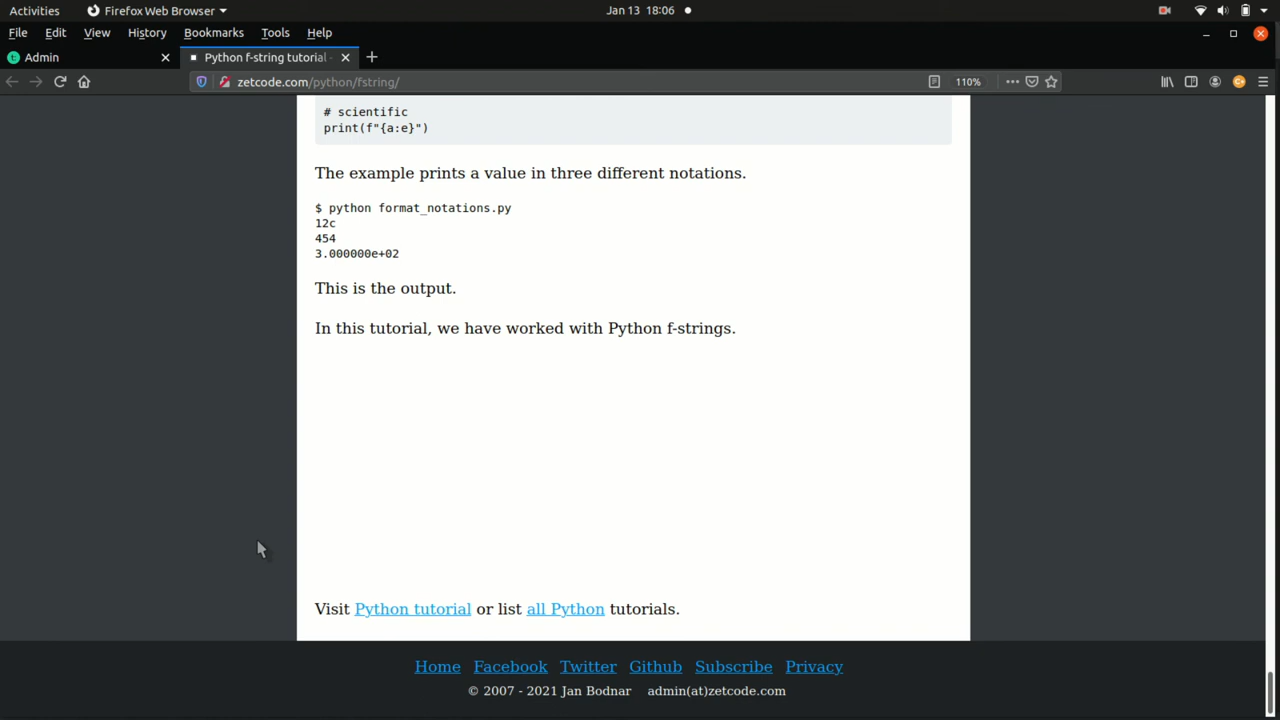 Activities Firefox Web Browser Jan 13 18:06
File Edit View History Bookmarks Tools Help
Admin Python f-string tutorial -
zetcode.com/python/fstring/ 110%
# scientific
print(f"{a:e}")
The example prints a value in three different notations.
$ python format_notations.py
12c
454
3.000000e+02
This is the output.
In this tutorial, we have worked with Python f-strings.
Visit Python tutorial or list all Python tutorials.
Home Facebook Twitter Github Subscribe Privacy
© 2007 - 2021 Jan Bodnar admin(at)zetcode.com